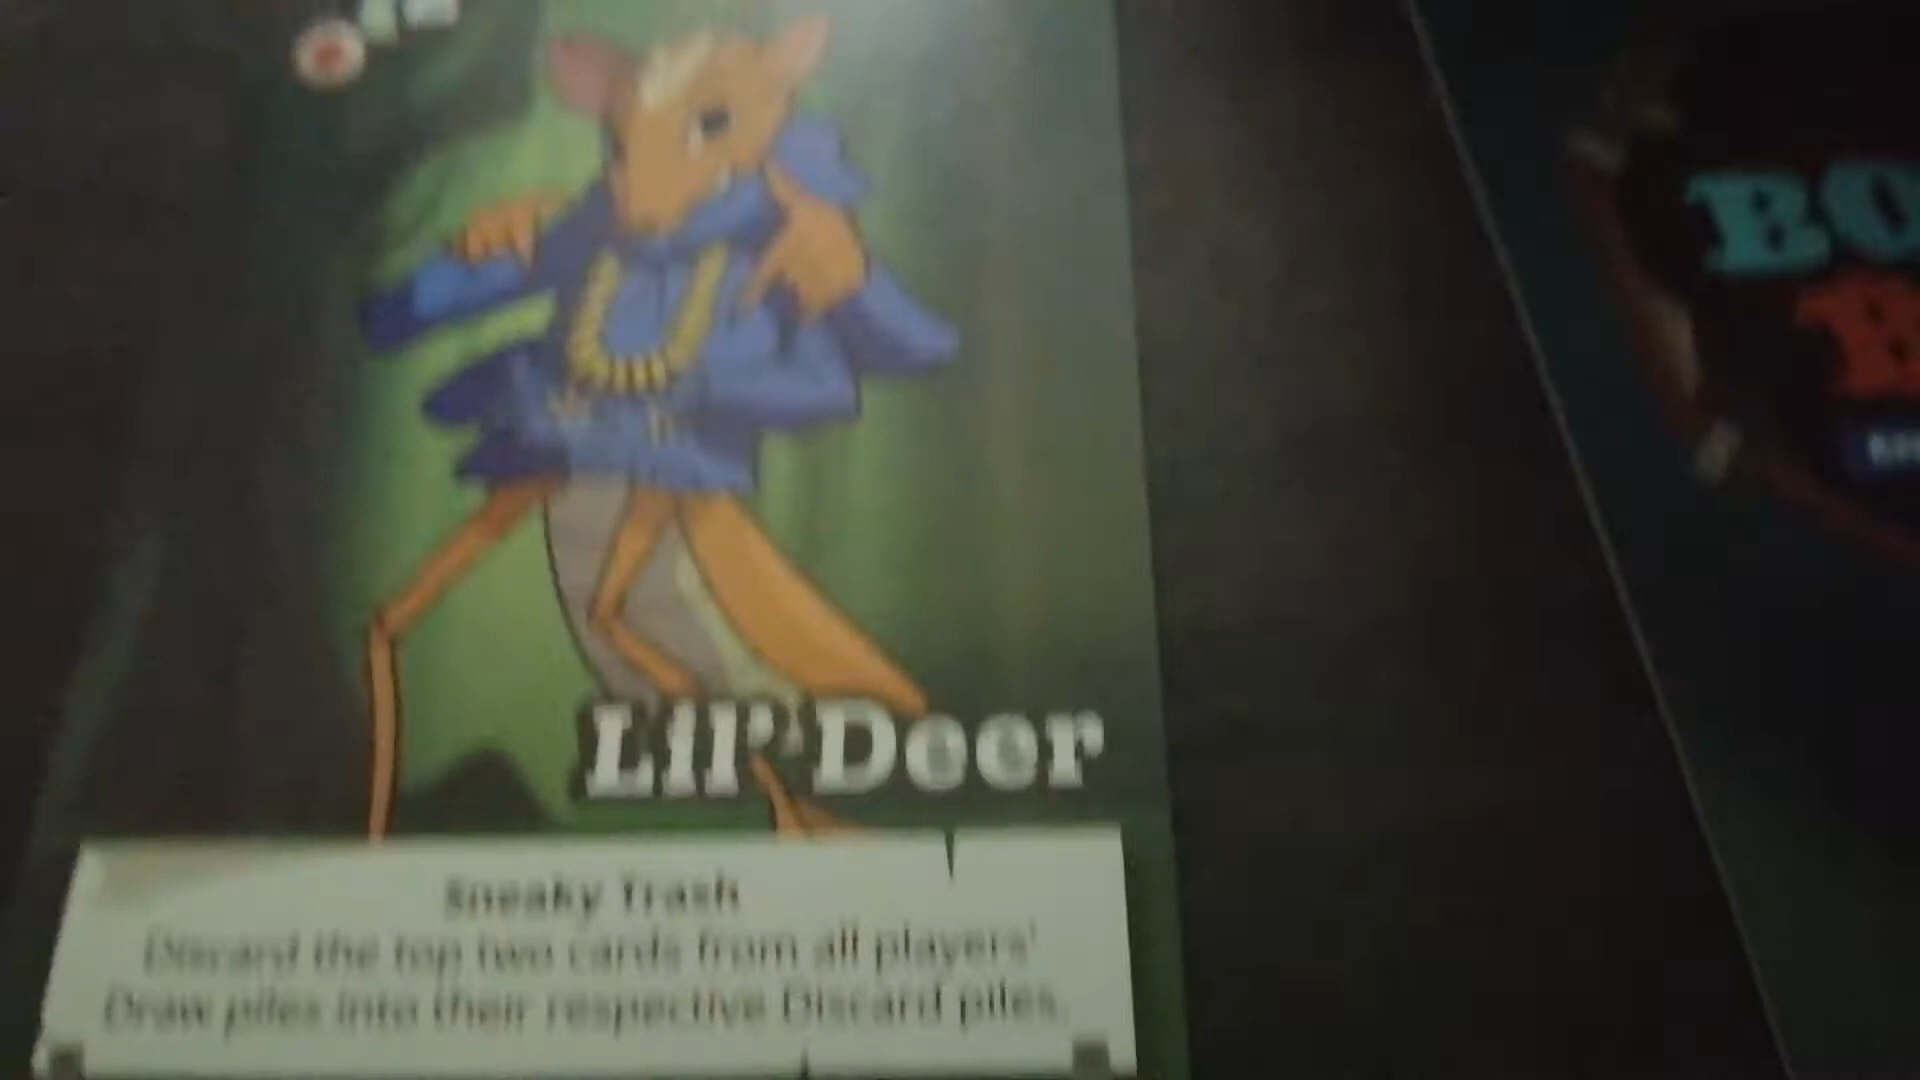 Lil' Deer
Sneaky Trash
Discard the top two cards from all players'
Draw piles into their respective Discard piles.
BO